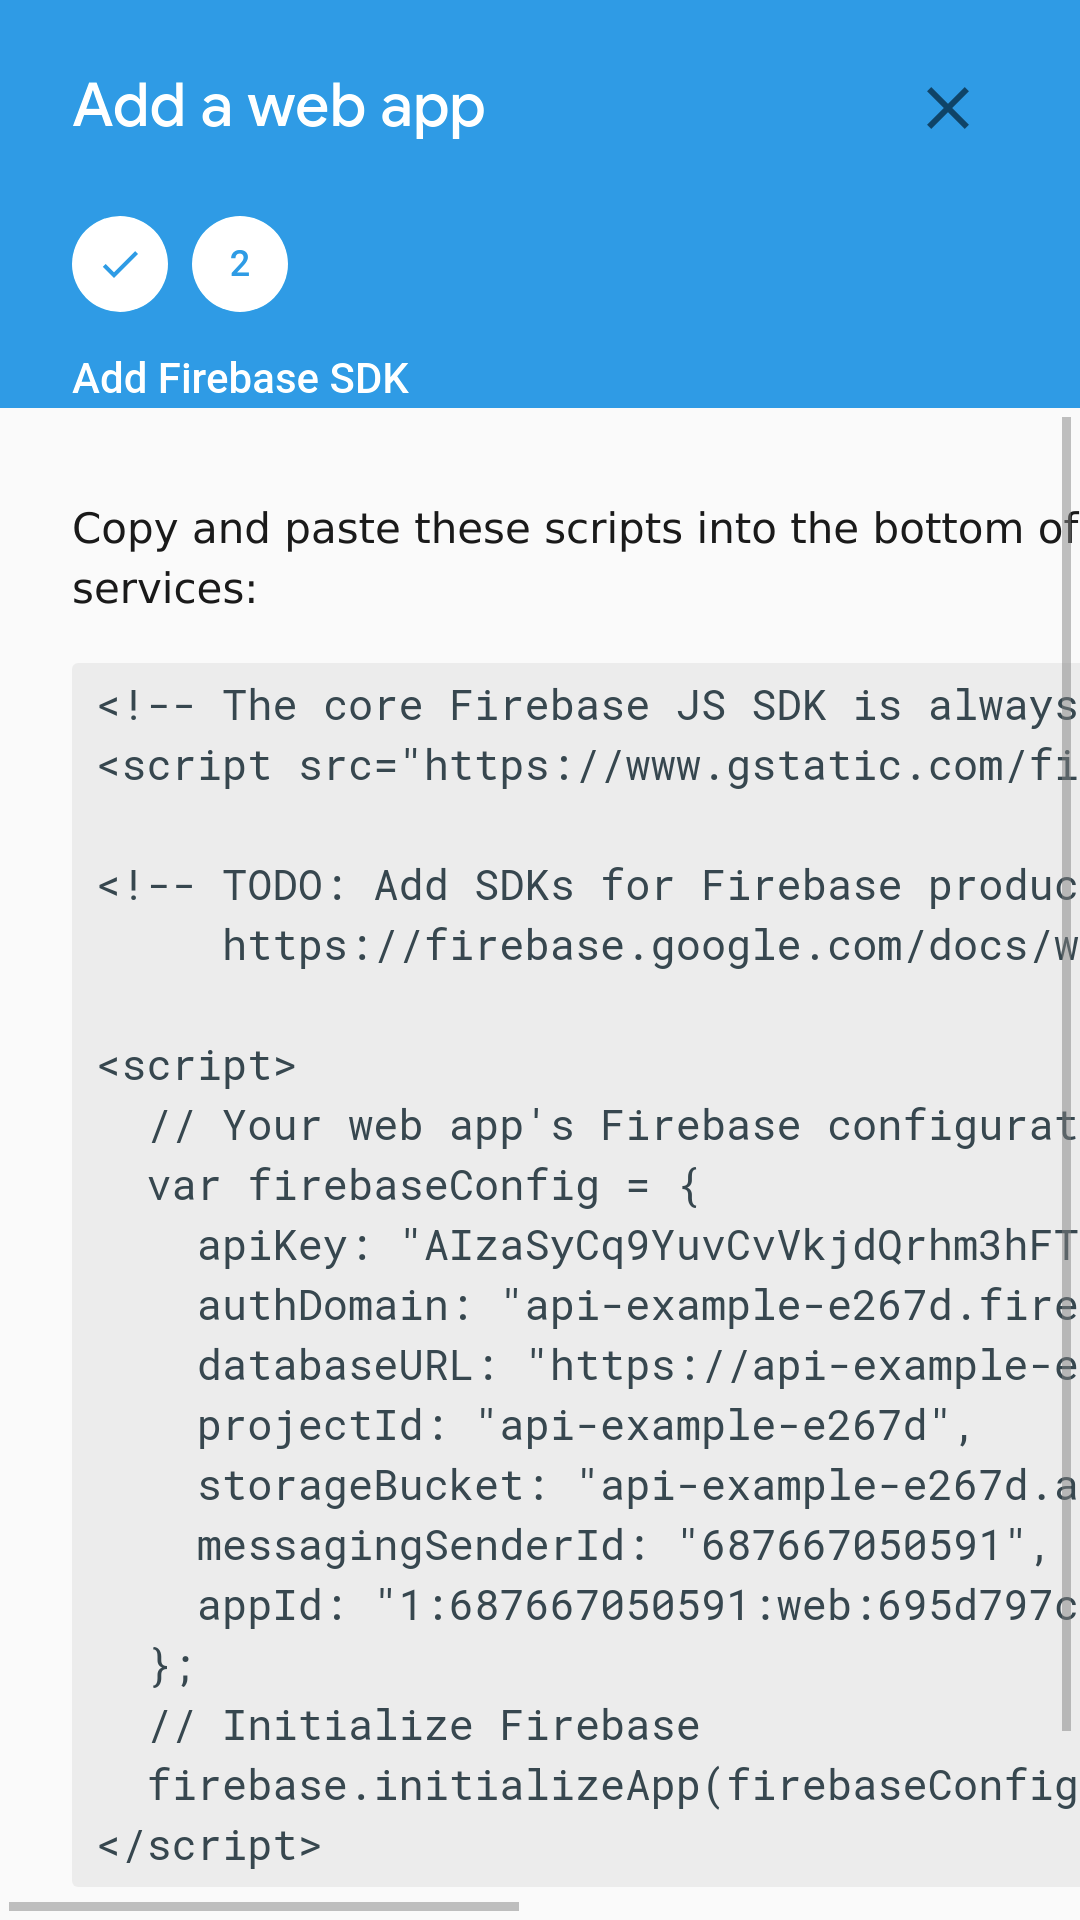 Add a web app
2
Add Firebase SDK
Copy and paste these scripts into the bottom of
services:
<!-- The core Firebase JS SDK is always
<script src="https://www.gstatic.com/fi
<!-- TODO: Add SDKs for Firebase produc
https://firebase.google.com/docs/w
<script>
// Your web app's Firebase configurat
var firebaseConfig = {
apiKey: "AIzaSyCq9YuvCvVkjdQrhm3hFT
authDomain: "api-example-e267d.fire
databaseURL: "https://api-example-e
projectId: "api-example-e267d",
storageBucket: "api-example-e267d.a
messagingSenderId: "687667050591",
appId: "1:687667050591:web:695d797c
};
// Initialize Firebase
firebase.initializeApp(firebaseConfig
</script>